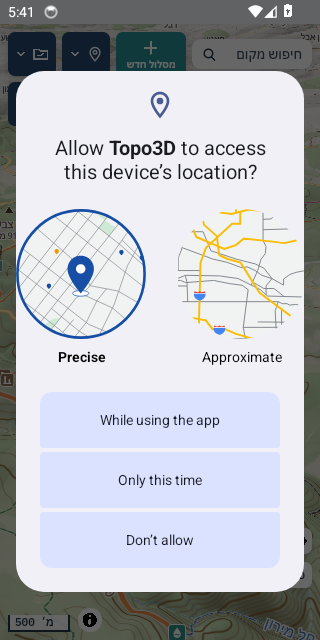 5:41
חיפוש מקום
מסלול חדש
Allow Topo3D to access
this device's location?
Precise
Approximate
While using the app
Only this time
Don't allow
500 מ'